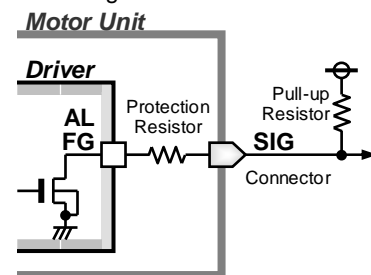 Motor Unit
Driver
AL
FG
Protection
Resistor
SIG
Connector
Pull-up
Resistor